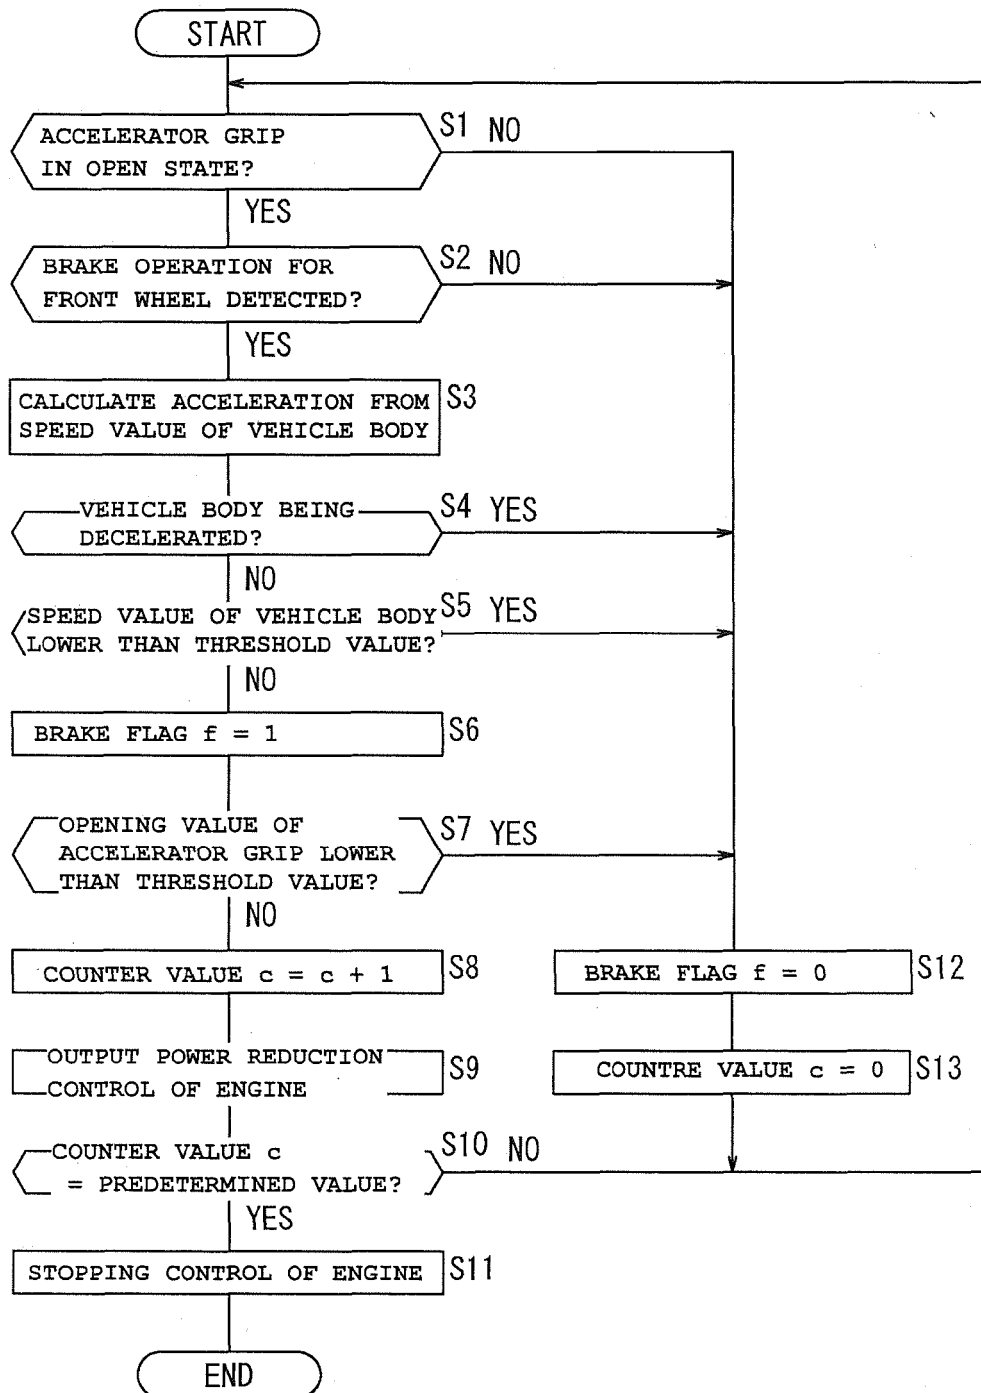 START
ACCELERATOR GRIP
IN OPEN STATE?
S1 NO
YES
BRAKE OPERATION FOR
FRONT WHEEL DETECTED?
S2 NO
YES
CALCULATE ACCELERATION FROM
SPEED VALUE OF VEHICLE BODY
S3
VEHICLE BODY BEING
DECELERATED?
S4 YES
NO
SPEED VALUE OF VEHICLE BODY
LOWER THAN THRESHOLD VALUE?
S5 YES
NO
BRAKE FLAG f = 1
S6
OPENING VALUE OF
ACCELERATOR GRIP LOWER
THAN THRESHOLD VALUE?
S7 YES
NO
COUNTER VALUE c = c + 1
S8
BRAKE FLAG f = 0
S12
OUTPUT POWER REDUCTION
CONTROL OF ENGINE
S9
COUNTRE VALUE c = 0
S13
COUNTER VALUE c
= PREDETERMINED VALUE?
S10 NO
YES
STOPPING CONTROL OF ENGINE
S11
END